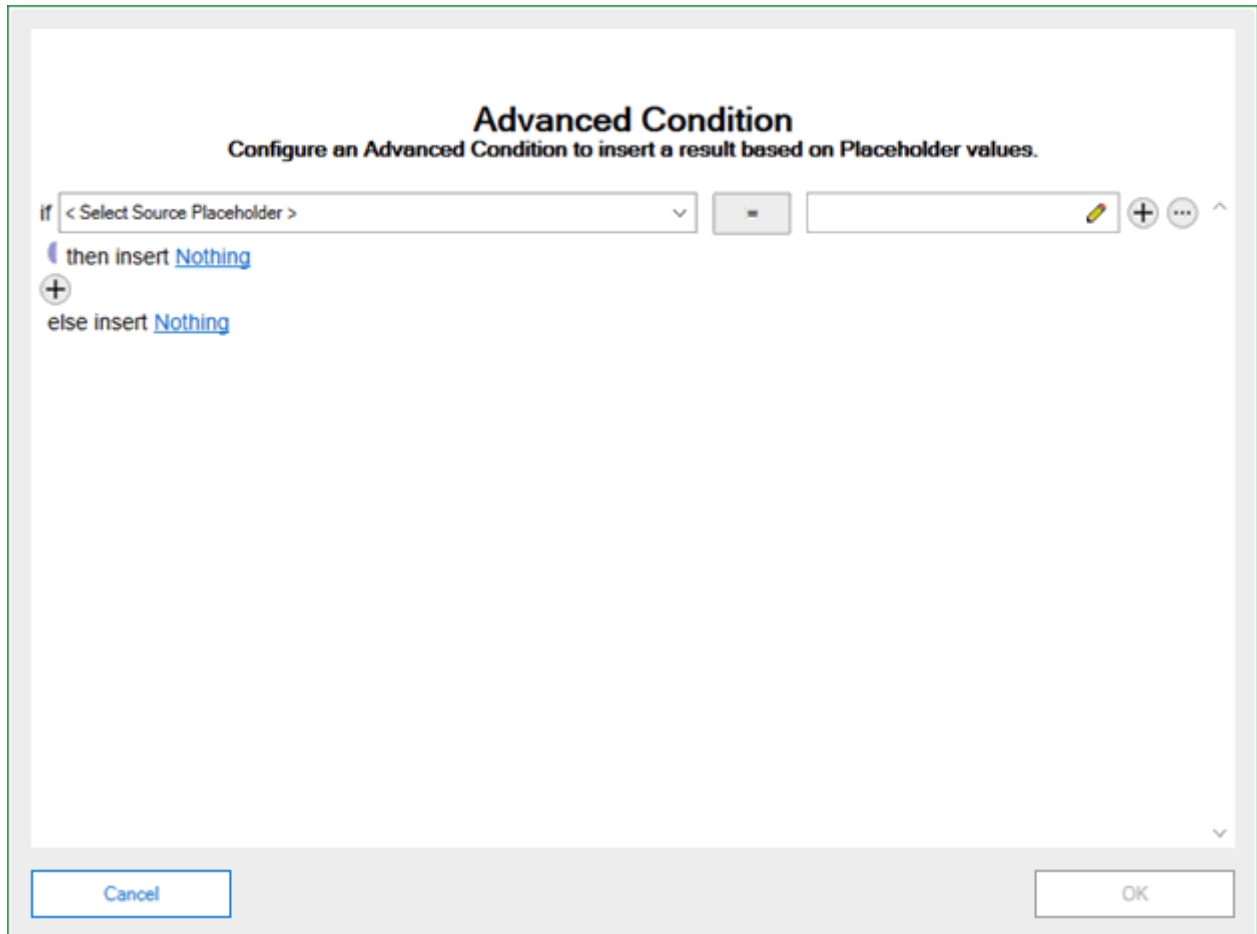 Advanced Condition
Configure an Advanced Condition to insert a result based on Placeholder values.
if < Select Source Placeholder > =
then insert Nothing
else insert Nothing
Cancel OK